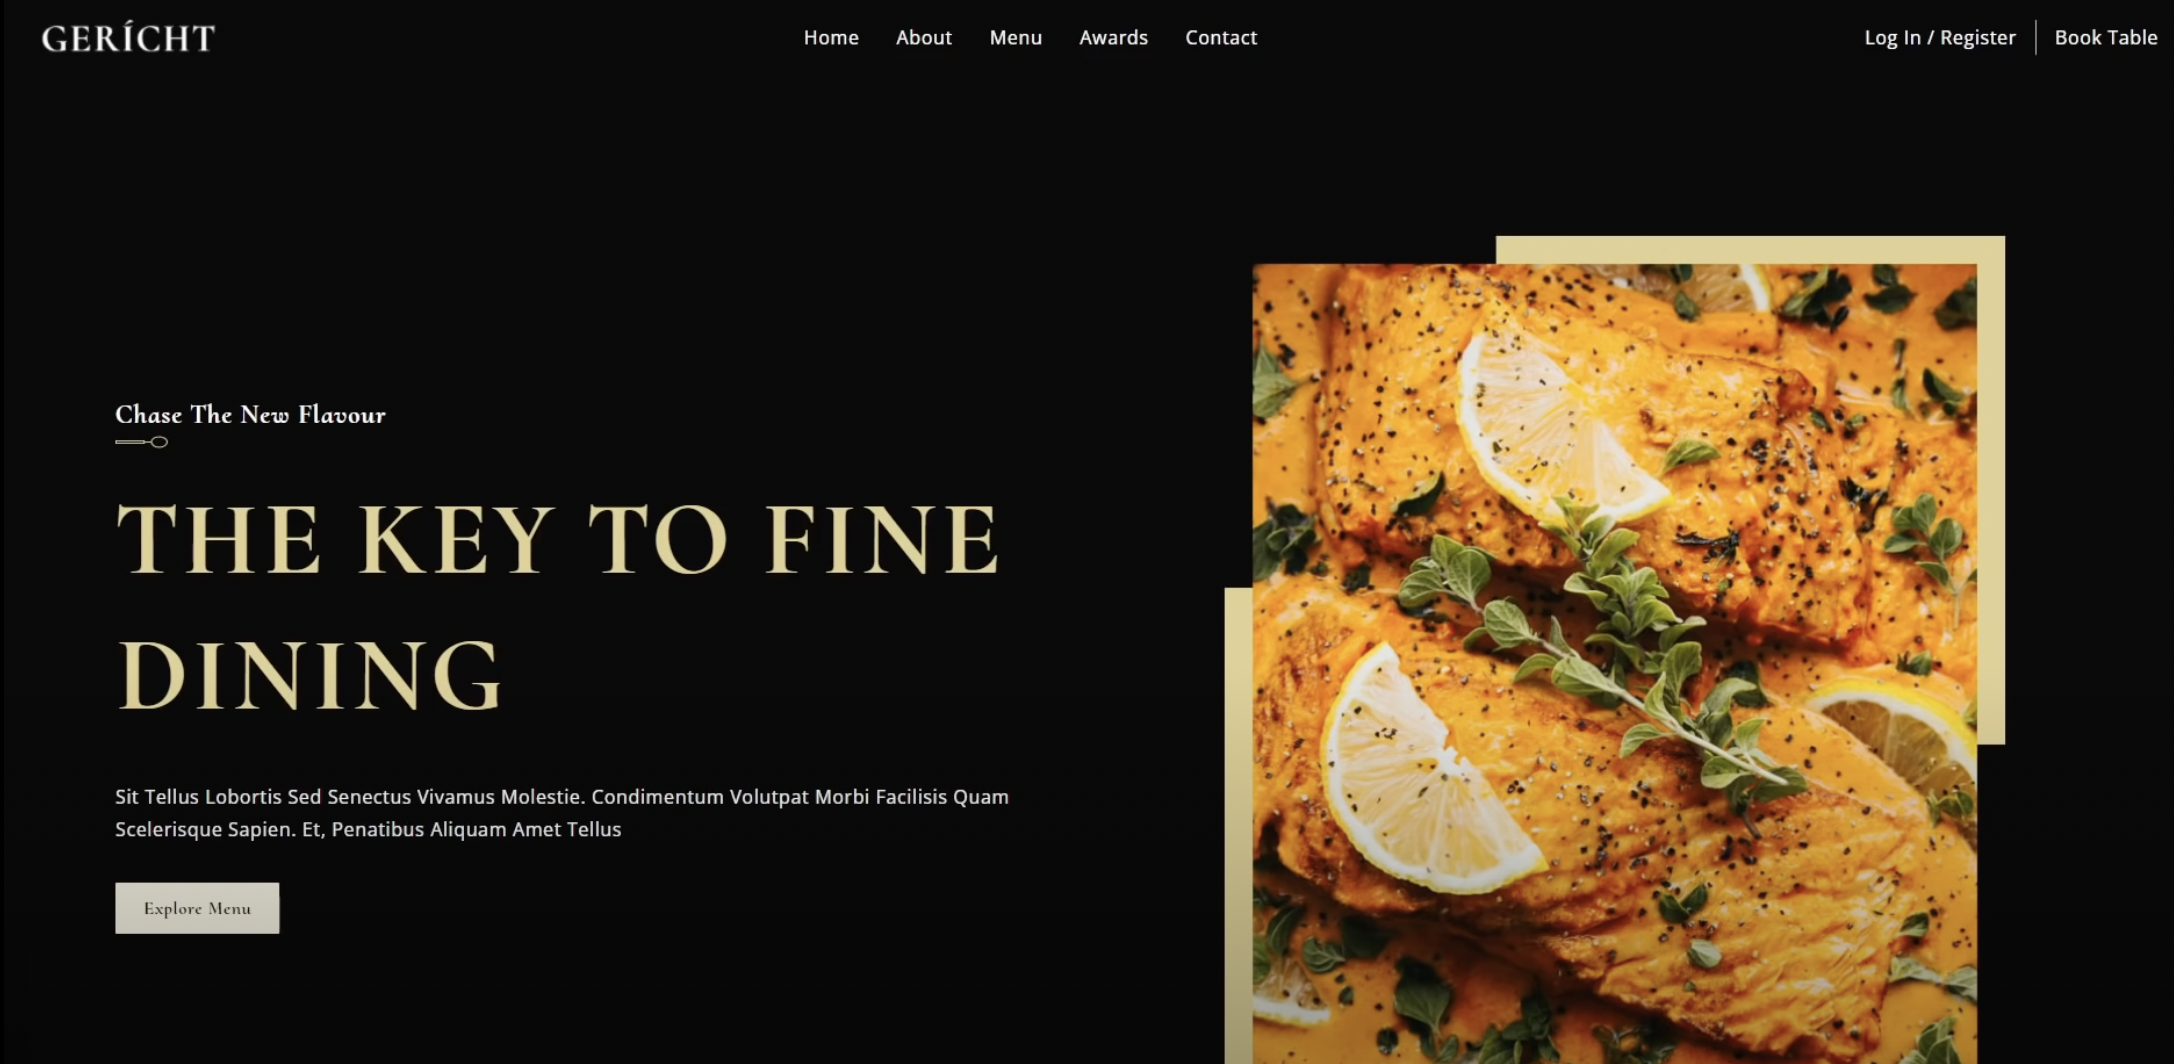 GERÍCHT
Home About Menu Awards Contact
Log In / Register Book Table
Chase The New Flavour
THE KEY TO FINE
DINING
Sit Tellus Lobortis Sed Senectus Vivamus Molestie. Condimentum Volutpat Morbi Facilisis Quam
Scelerisque Sapien. Et, Penatibus Aliquam Amet Tellus
Explore Menu